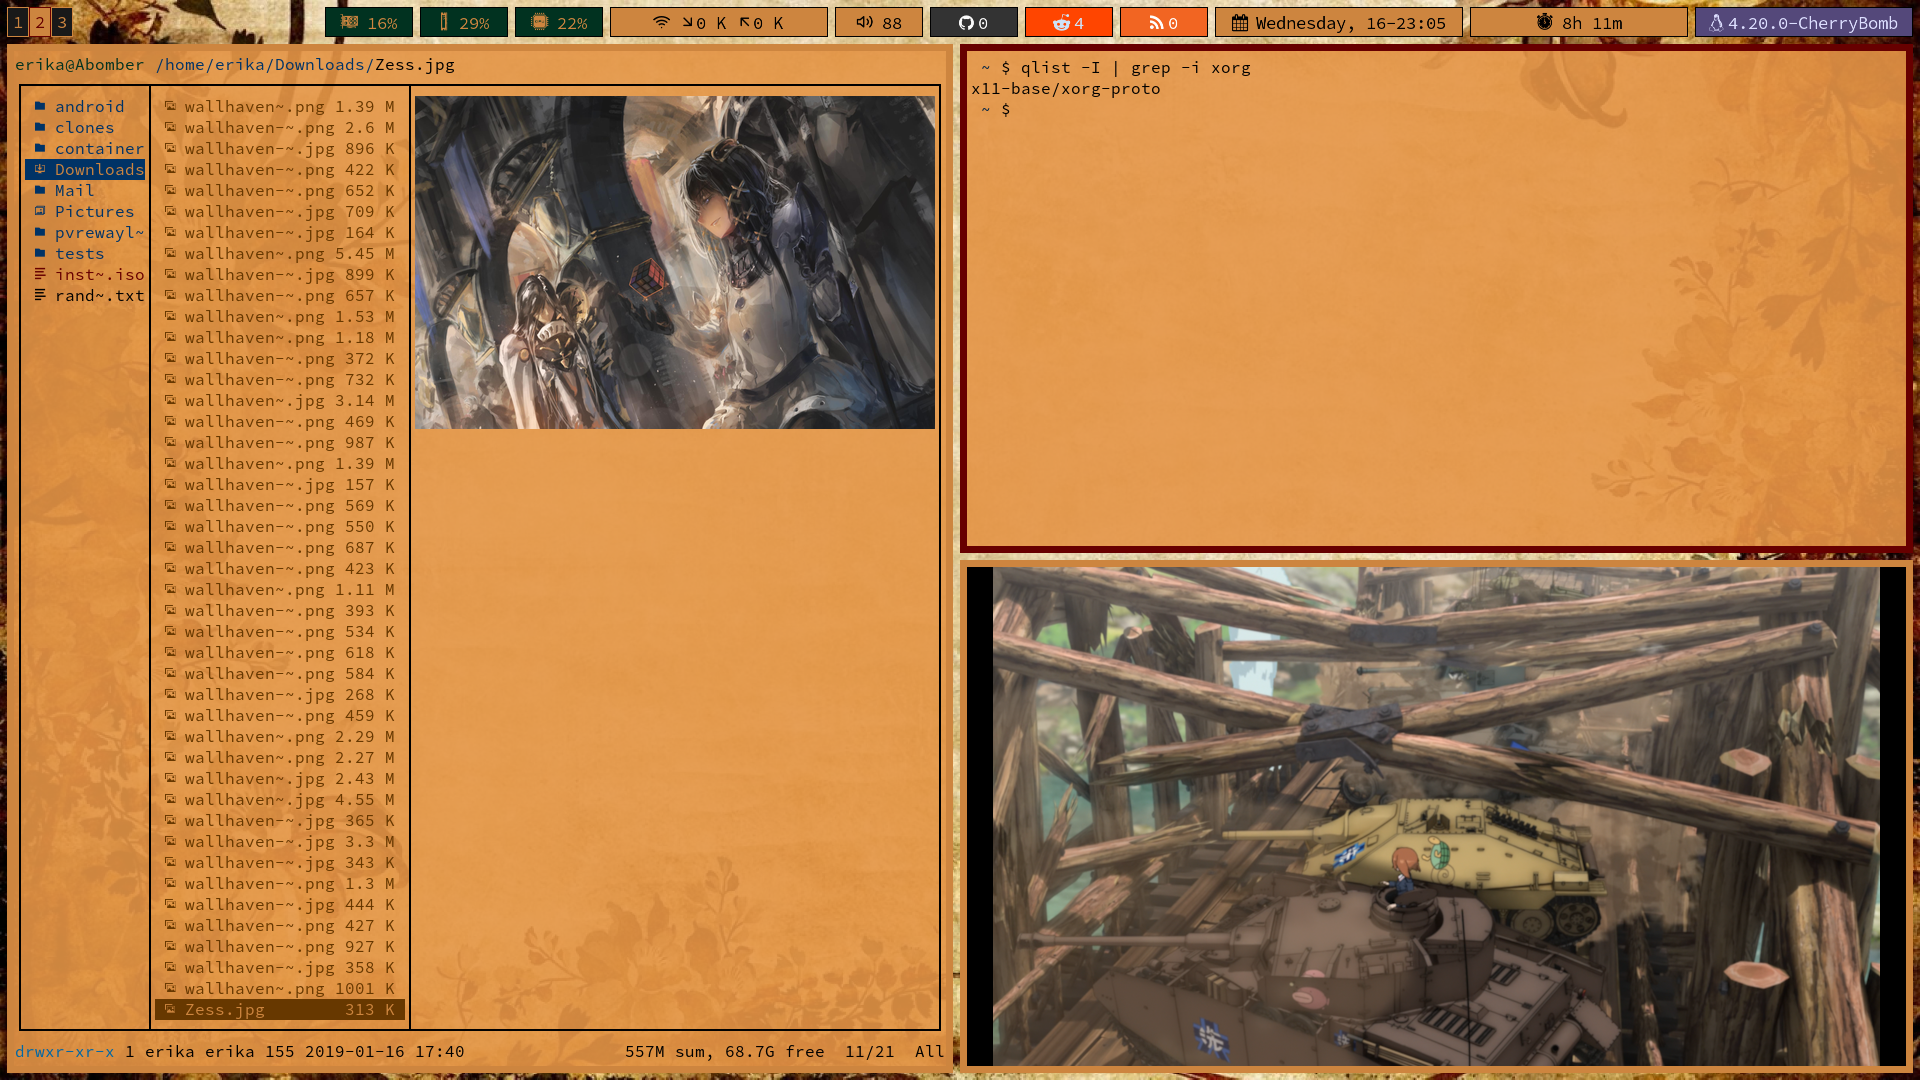 1 2 3 16% 29% 22% 0 K 0 K 88 0 4 0 Wednesday, 16-23:05 8h 11m 4.20.0-CherryBomb
erika@Abomber /home/erika/Downloads/Zess.jpg
android
clones
container
Downloads
Mail
Pictures
pvrewayl~
tests
inst~.iso
rand~.txt
wallhaven~.png 1.39 M
wallhaven-~.png 2.6 M
wallhaven-~.jpg 896 K
wallhaven-~.png 422 K
wallhaven-~.png 652 K
wallhaven-~.jpg 709 K
wallhaven-~.jpg 164 K
wallhaven~.png 5.45 M
wallhaven-~.jpg 899 K
wallhaven-~.png 657 K
wallhaven~.png 1.53 M
wallhaven~.png 1.18 M
wallhaven-~.png 372 K
wallhaven-~.png 732 K
wallhaven~.jpg 3.14 M
wallhaven-~.png 469 K
wallhaven-~.png 987 K
wallhaven~.png 1.39 M
wallhaven-~.jpg 157 K
wallhaven-~.png 569 K
wallhaven-~.png 550 K
wallhaven-~.png 687 K
wallhaven-~.png 423 K
wallhaven~.png 1.11 M
wallhaven-~.png 393 K
wallhaven-~.png 534 K
wallhaven-~.png 618 K
wallhaven-~.png 584 K
wallhaven-~.jpg 268 K
wallhaven-~.png 459 K
wallhaven~.png 2.29 M
wallhaven~.png 2.27 M
wallhaven~.jpg 2.43 M
wallhaven~.jpg 4.55 M
wallhaven-~.jpg 365 K
wallhaven-~.jpg 3.3 M
wallhaven-~.jpg 343 K
wallhaven-~.png 1.3 M
wallhaven-~.jpg 444 K
wallhaven-~.png 427 K
wallhaven-~.png 927 K
wallhaven-~.jpg 358 K
wallhaven~.png 1001 K
Zess.jpg 313 K
drwxr-xr-x 1 erika erika 155 2019-01-16 17:40 557M sum, 68.7G free 11/21 All
~ $ qlist -I | grep -i xorg
x11-base/xorg-proto
~ $